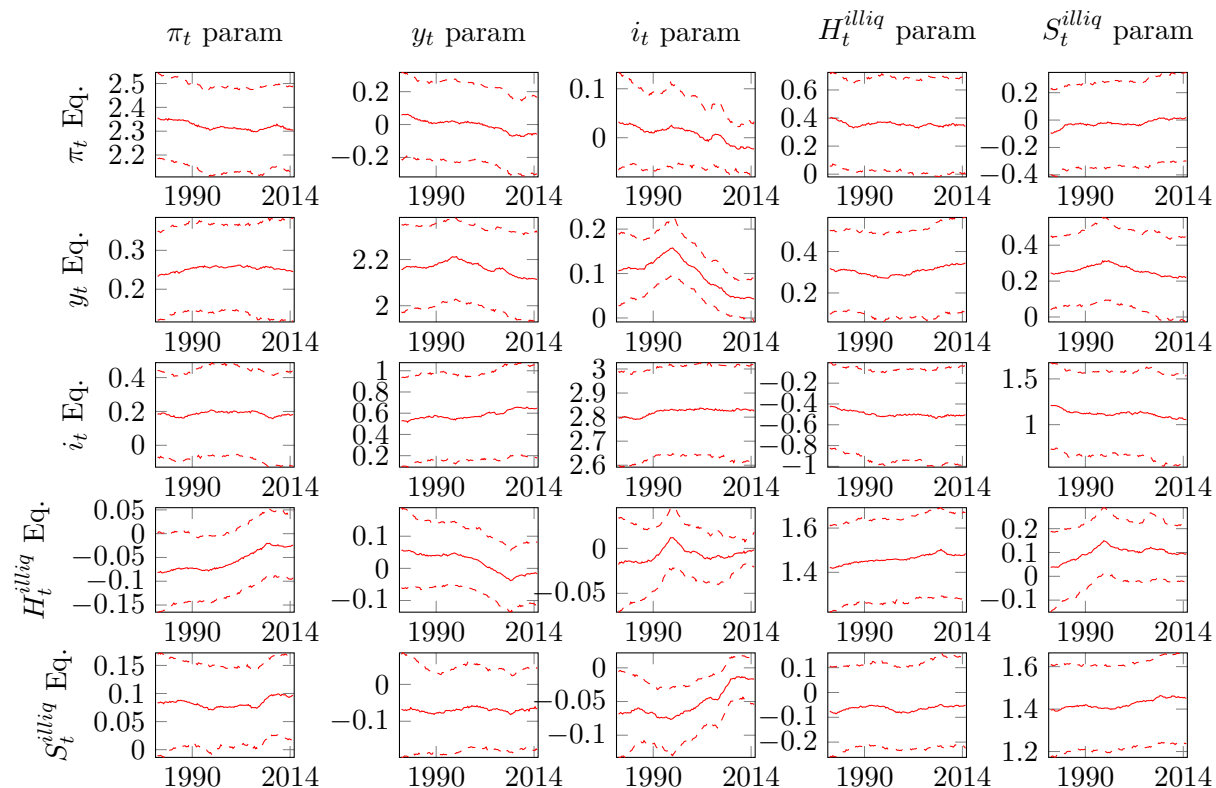 π_t param y_t param i_t param H_t^{illiq} param S_t^{illiq} param
π_t Eq.
2.5 2.4 2.3 2.2 1990 2014
0.2 0 −0.2 1990 2014
0.1 0 1990 2014
0.6 0.4 0.2 0 1990 2014
0.2 0 −0.2 −0.4 1990 2014
y_t Eq.
0.3 0.2 1990 2014
2.2 2 1990 2014
0.2 0.1 0 1990 2014
0.4 0.2 1990 2014
0.4 0.2 0 1990 2014
i_t Eq.
0.4 0.2 0 1990 2014
1 0.8 0.6 0.4 0.2 1990 2014
3 2.9 2.8 2.7 2.6 1990 2014
−0.2 −0.4 −0.6 −0.8 −1 1990 2014
1.5 1 1990 2014
H_t^{illiq} Eq.
0.05 0 −0.05 −0.1 −0.15 1990 2014
0.1 0 −0.1 1990 2014
0 −0.05 1990 2014
1.6 1.4 1990 2014
0.2 0.1 0 −0.1 1990 2014
S_t^{illiq} Eq.
0.15 0.1 0.05 0 1990 2014
0 −0.1 1990 2014
0 −0.05 −0.1 1990 2014
0.1 0 −0.1 −0.2 1990 2014
1.6 1.4 1.2 1990 2014